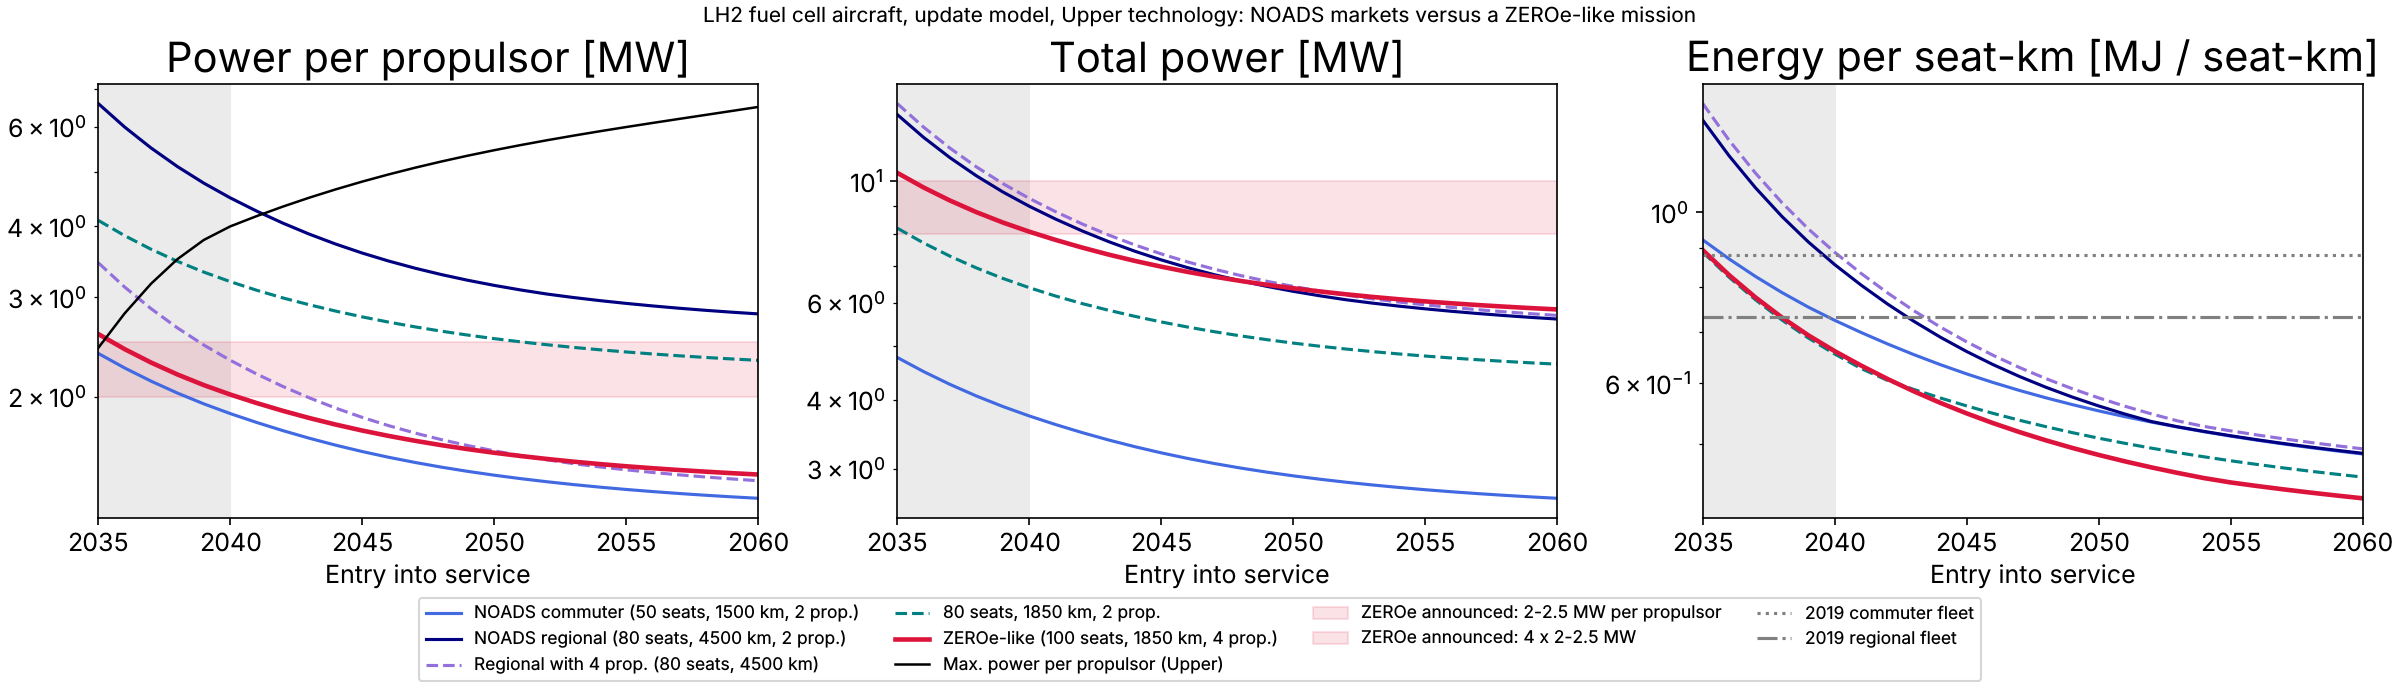 LH2 fuel cell aircraft, update model, Upper technology: NOADS markets versus a ZEROe-like mission
Power per propulsor [MW]
6 × 10⁰
4 × 10⁰
3 × 10⁰
2 × 10⁰
2035 2040 2045 2050 2055 2060
Entry into service
Total power [MW]
10¹
6 × 10⁰
4 × 10⁰
3 × 10⁰
2035 2040 2045 2050 2055 2060
Entry into service
Energy per seat-km [MJ / seat-km]
10⁰
6 × 10⁻¹
2035 2040 2045 2050 2055 2060
Entry into service
NOADS commuter (50 seats, 1500 km, 2 prop.)
NOADS regional (80 seats, 4500 km, 2 prop.)
Regional with 4 prop. (80 seats, 4500 km)
80 seats, 1850 km, 2 prop.
ZEROe-like (100 seats, 1850 km, 4 prop.)
Max. power per propulsor (Upper)
ZEROe announced: 2-2.5 MW per propulsor
ZEROe announced: 4 x 2-2.5 MW
2019 commuter fleet
2019 regional fleet